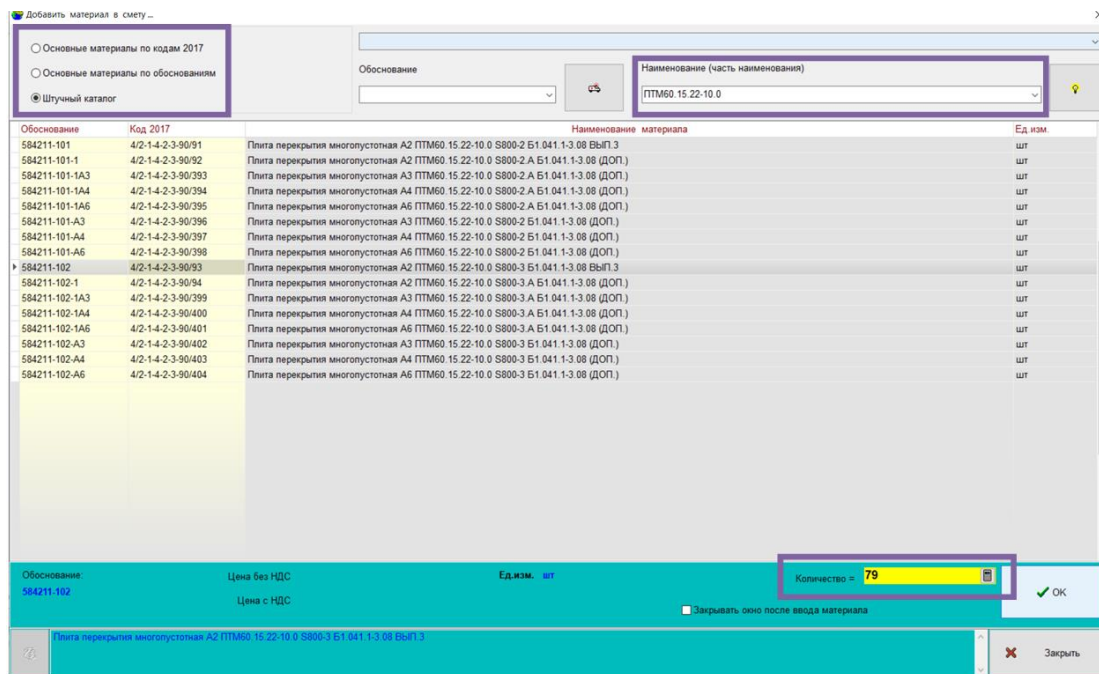 Добавить материал в смету ...
Основные материалы по кодам 2017
Основные материалы по обоснованиям
Штучный каталог
Обоснование
Наименование (часть наименования)
ПТМ60.15.22-10.0
Обоснование Код 2017 Наименование материала Ед.изм.
584211-101 4/2-1-4-2-3-90/91 Плита перекрытия многопустотная А2 ПТМ60.15.22-10.0 S800-2 Б1.041.1-3.08 ВЫП.3 шт
584211-101-1 4/2-1-4-2-3-90/92 Плита перекрытия многопустотная А2 ПТМ60.15.22-10.0 S800-2.А Б1.041.1-3.08 (ДОП.) шт
584211-101-1А3 4/2-1-4-2-3-90/393 Плита перекрытия многопустотная А3 ПТМ60.15.22-10.0 S800-2.А Б1.041.1-3.08 (ДОП.) шт
584211-101-1А4 4/2-1-4-2-3-90/394 Плита перекрытия многопустотная А4 ПТМ60.15.22-10.0 S800-2.А Б1.041.1-3.08 (ДОП.) шт
584211-101-1А6 4/2-1-4-2-3-90/395 Плита перекрытия многопустотная А6 ПТМ60.15.22-10.0 S800-2.А Б1.041.1-3.08 (ДОП.) шт
584211-101-А3 4/2-1-4-2-3-90/396 Плита перекрытия многопустотная А3 ПТМ60.15.22-10.0 S800-2 Б1.041.1-3.08 (ДОП.) шт
584211-101-А4 4/2-1-4-2-3-90/397 Плита перекрытия многопустотная А4 ПТМ60.15.22-10.0 S800-2 Б1.041.1-3.08 (ДОП.) шт
584211-101-А6 4/2-1-4-2-3-90/398 Плита перекрытия многопустотная А6 ПТМ60.15.22-10.0 S800-2 Б1.041.1-3.08 (ДОП.) шт
584211-102 4/2-1-4-2-3-90/93 Плита перекрытия многопустотная А2 ПТМ60.15.22-10.0 S800-3 Б1.041.1-3.08 ВЫП.3 шт
584211-102-1 4/2-1-4-2-3-90/94 Плита перекрытия многопустотная А2 ПТМ60.15.22-10.0 S800-3.А Б1.041.1-3.08 (ДОП.) шт
584211-102-1А3 4/2-1-4-2-3-90/399 Плита перекрытия многопустотная А3 ПТМ60.15.22-10.0 S800-3.А Б1.041.1-3.08 (ДОП.) шт
584211-102-1А4 4/2-1-4-2-3-90/400 Плита перекрытия многопустотная А4 ПТМ60.15.22-10.0 S800-3.А Б1.041.1-3.08 (ДОП.) шт
584211-102-1А6 4/2-1-4-2-3-90/401 Плита перекрытия многопустотная А6 ПТМ60.15.22-10.0 S800-3.А Б1.041.1-3.08 (ДОП.) шт
584211-102-А3 4/2-1-4-2-3-90/402 Плита перекрытия многопустотная А3 ПТМ60.15.22-10.0 S800-3 Б1.041.1-3.08 (ДОП.) шт
584211-102-А4 4/2-1-4-2-3-90/403 Плита перекрытия многопустотная А4 ПТМ60.15.22-10.0 S800-3 Б1.041.1-3.08 (ДОП.) шт
584211-102-А6 4/2-1-4-2-3-90/404 Плита перекрытия многопустотная А6 ПТМ60.15.22-10.0 S800-3 Б1.041.1-3.08 (ДОП.) шт
Обоснование: Цена без НДС Ед.изм. шт Количество = 79
584211-102
Цена с НДС
Закрывать окно после ввода материала
OK
Плита перекрытия многопустотная А2 ПТМ60.15.22-10.0 S800-3 Б1.041.1-3.08 ВЫП.3
Закрыть